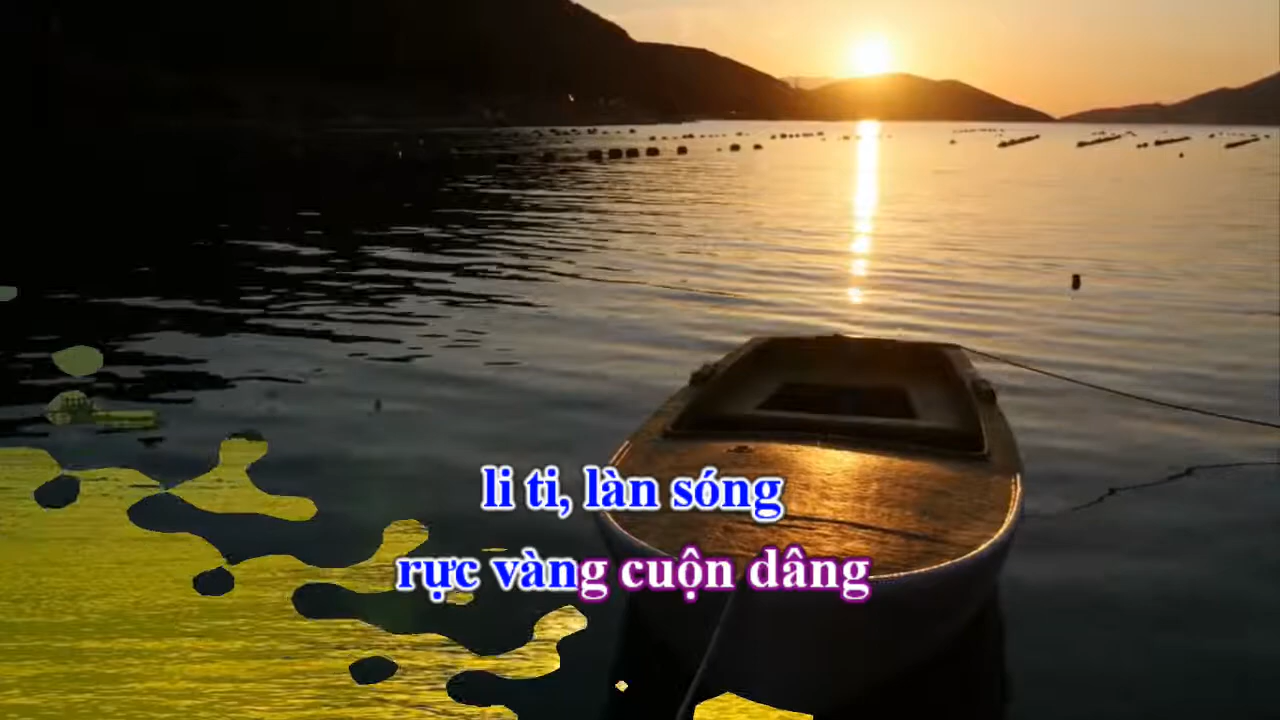 li ti, làn sóng
rực vàng cuộn dâng